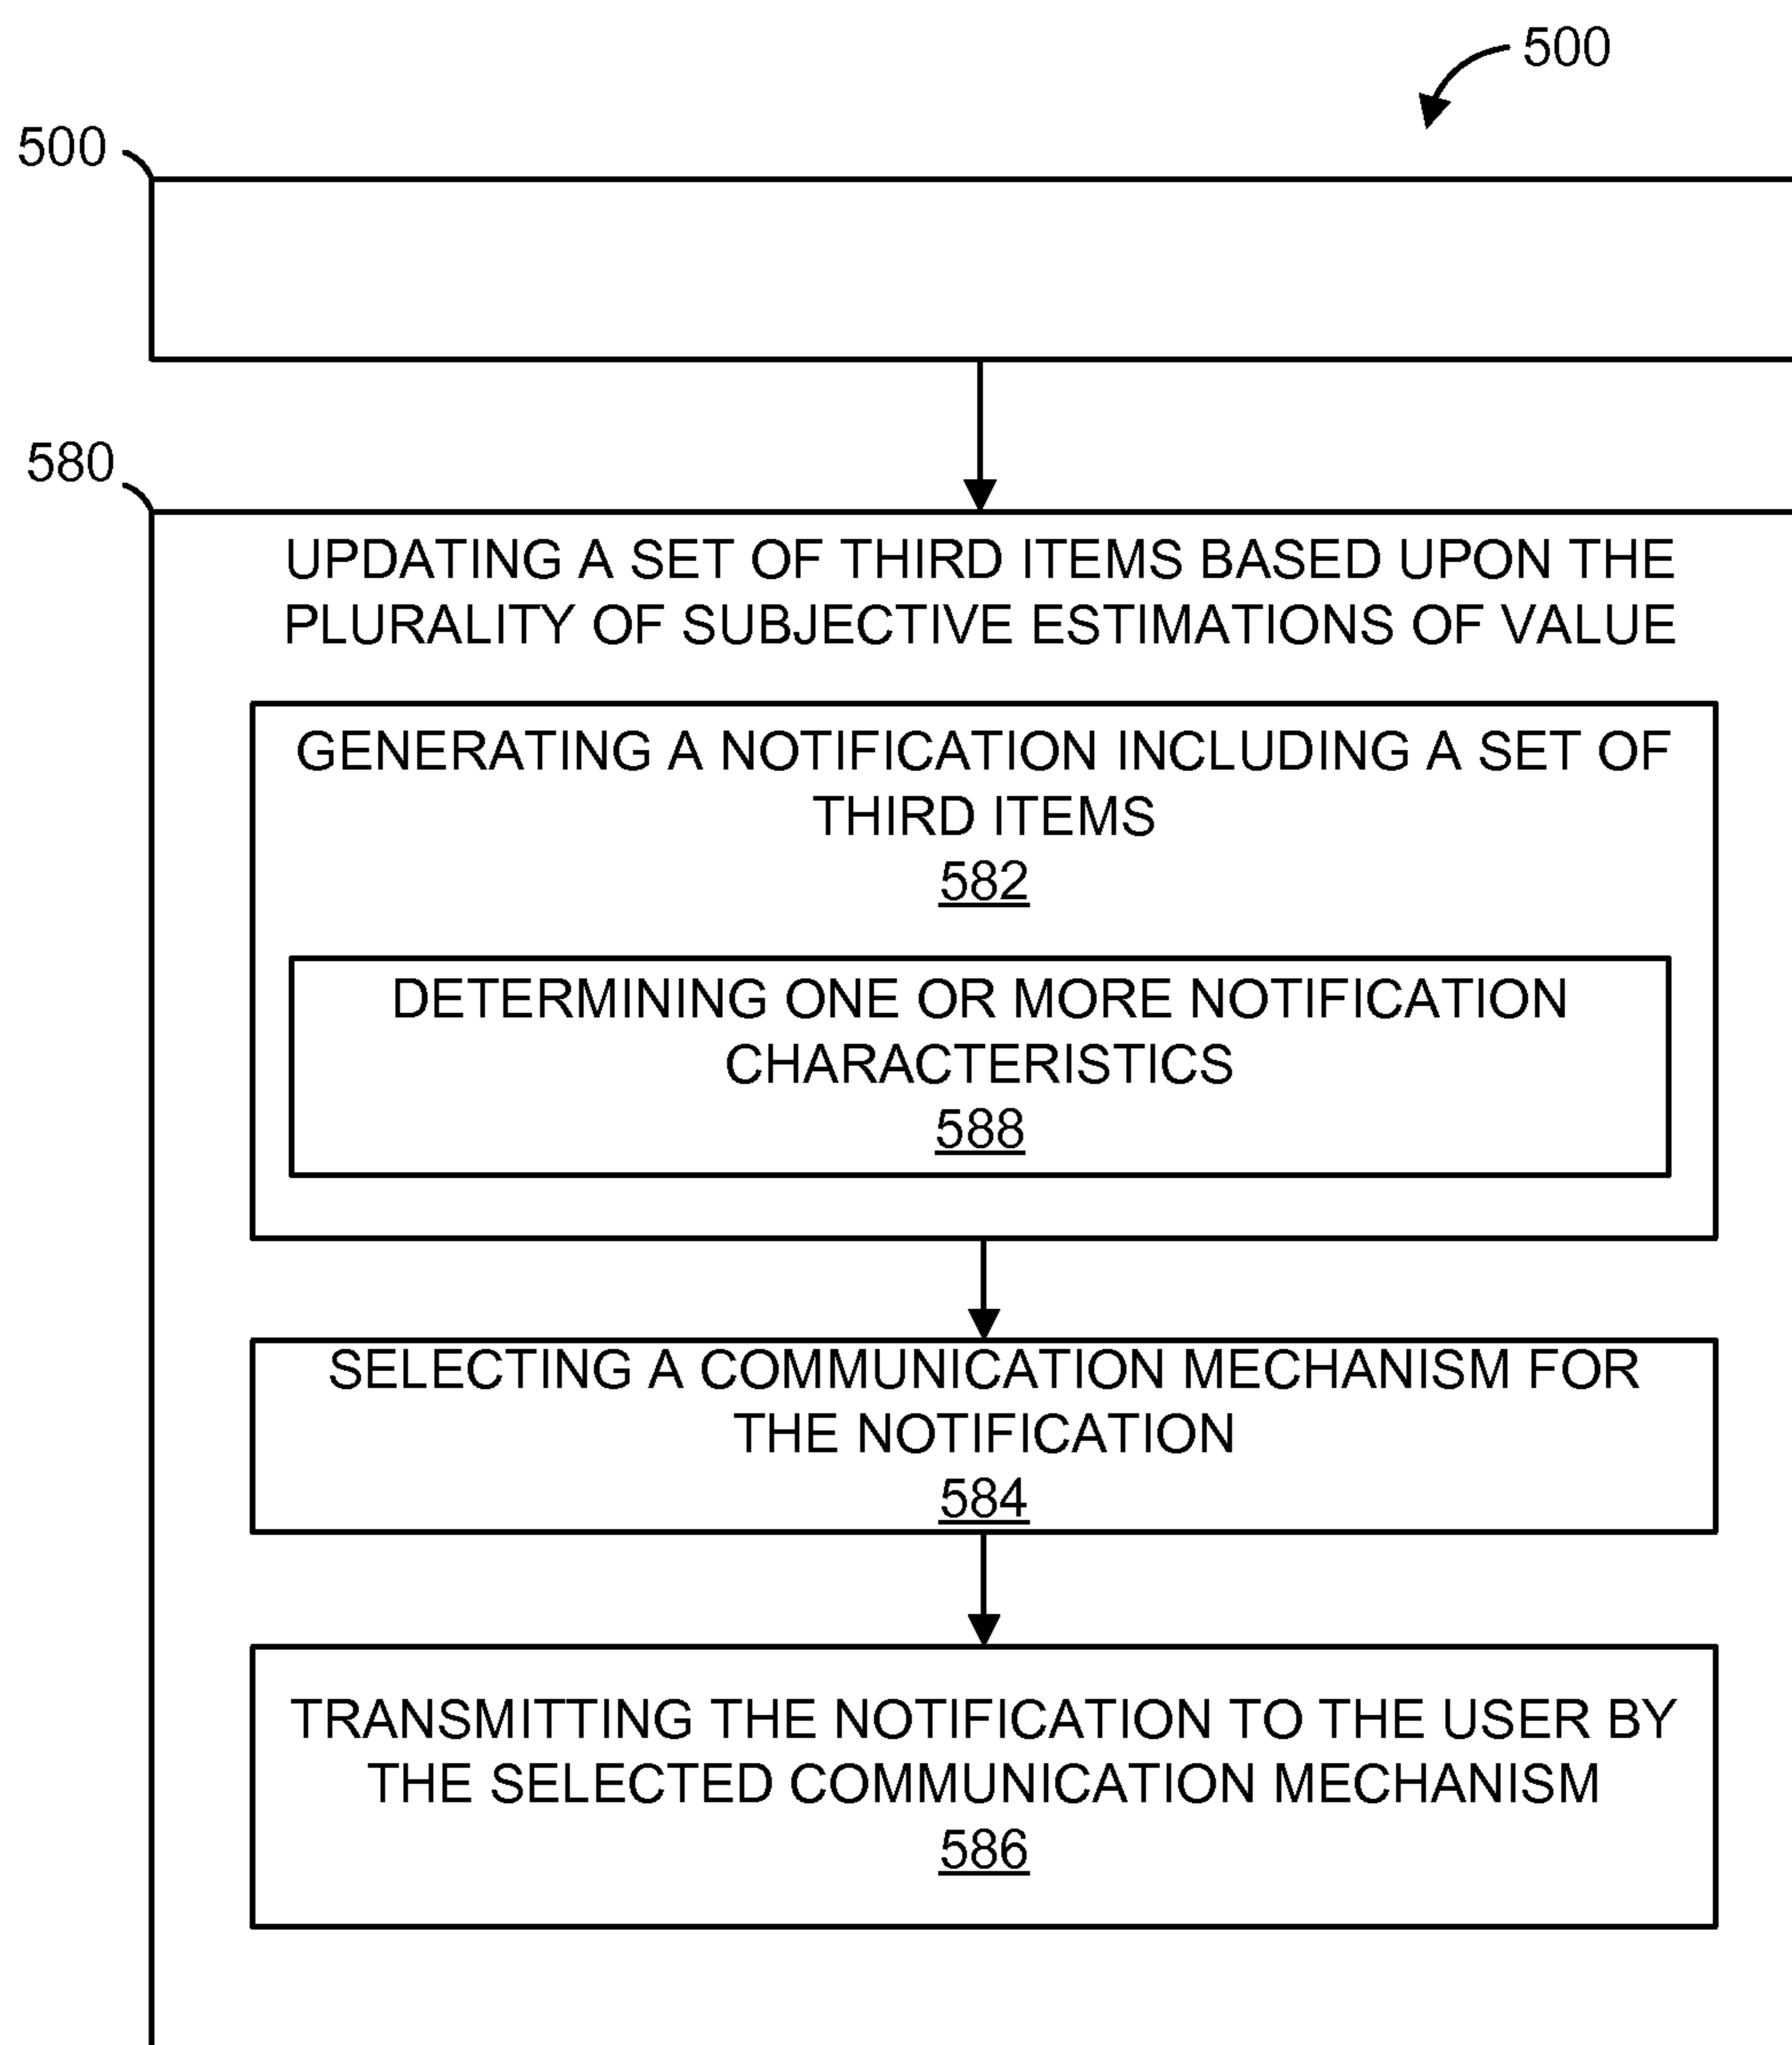 500
500
580
UPDATING A SET OF THIRD ITEMS BASED UPON THE
PLURALITY OF SUBJECTIVE ESTIMATIONS OF VALUE
GENERATING A NOTIFICATION INCLUDING A SET OF
THIRD ITEMS
582
DETERMINING ONE OR MORE NOTIFICATION
CHARACTERISTICS
588
SELECTING A COMMUNICATION MECHANISM FOR
THE NOTIFICATION
584
TRANSMITTING THE NOTIFICATION TO THE USER BY
THE SELECTED COMMUNICATION MECHANISM
586